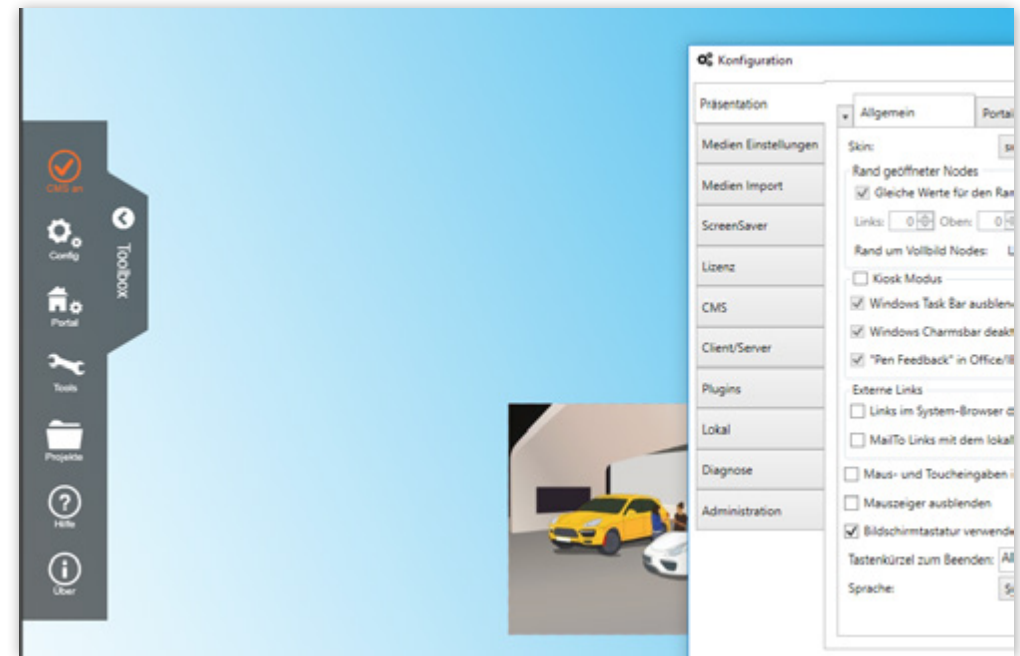 CMS an
Config
Portal
Tools
Projekte
Hilfe
Über
Toolbox
Konfiguration
Präsentation
Medien Einstellungen
Medien Import
ScreenSaver
Lizenz
CMS
Client/Server
Plugins
Lokal
Diagnose
Administration
Allgemein
Skin:
Rand geöffneter Nodes
Gleiche Werte für den
Links: 0 Oben: 0
Rand um Vollbild Nodes:
Kiosk Modus
Windows Task Bar
Windows Charmsbar
"Pen Feedback" in
Externe Links
Links im System-Browser
MailTo Links mit dem
Maus- und Toucheingaben
Mauszeiger ausblenden
Bildschirmtastatur
Tastenkürzel zum Beenden:
Sprache: